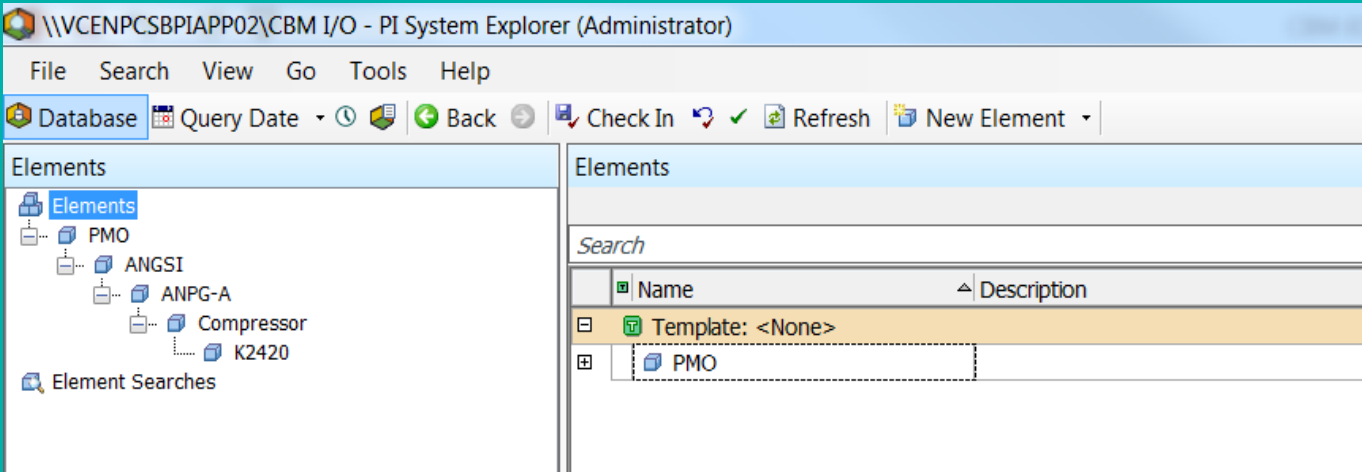 \\VCENPCSBPIAPP02\CBM I/O - PI System Explorer (Administrator)
File Search View Go Tools Help
Database Query Date Back Check In Refresh New Element
Elements
Elements
PMO
ANGSI
ANPG-A
Compressor
K2420
Element Searches
Elements
Search
Name Description
Template: <None>
PMO